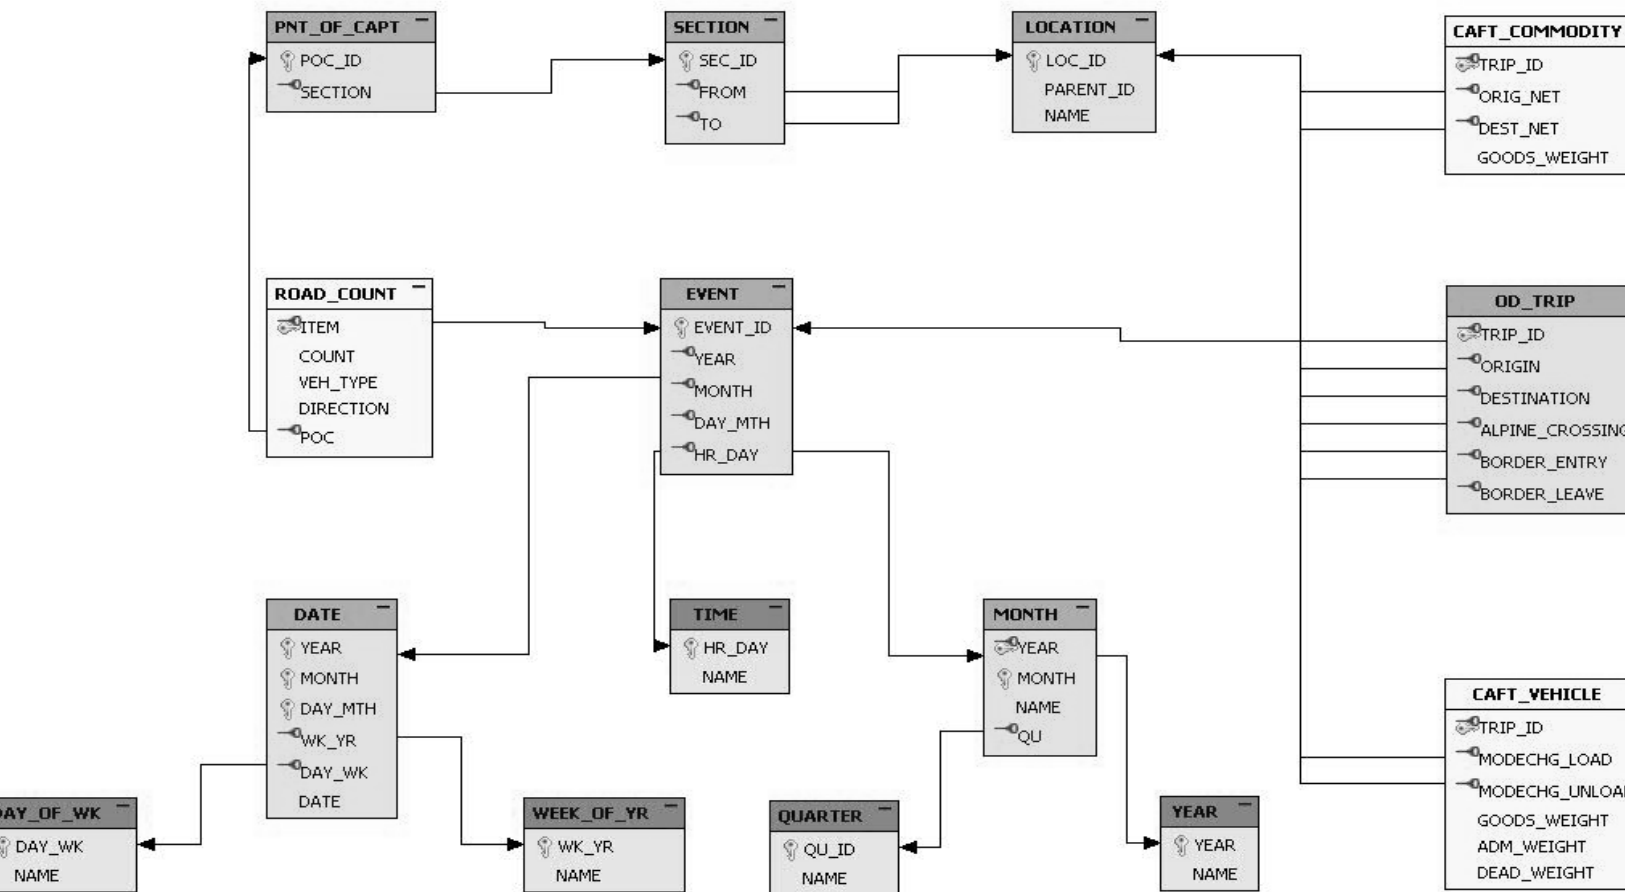 PNT_OF_CAPT
POC_ID
SECTION
SECTION
SEC_ID
FROM
TO
LOCATION
LOC_ID
PARENT_ID
NAME
CAFT_COMMODITY
TRIP_ID
ORIG_NET
DEST_NET
GOODS_WEIGHT
ROAD_COUNT
ITEM
COUNT
VEH_TYPE
DIRECTION
POC
EVENT
EVENT_ID
YEAR
MONTH
DAY_MTH
HR_DAY
OD_TRIP
TRIP_ID
ORIGIN
DESTINATION
ALPINE_CROSSING
BORDER_ENTRY
BORDER_LEAVE
DATE
YEAR
MONTH
DAY_MTH
WK_YR
DAY_WK
DATE
TIME
HR_DAY
NAME
MONTH
YEAR
MONTH
NAME
QU
CAFT_VEHICLE
TRIP_ID
MODECHG_LOAD
MODECHG_UNLOAD
GOODS_WEIGHT
ADM_WEIGHT
DEAD_WEIGHT
DAY_OF_WK
DAY_WK
NAME
WEEK_OF_YR
WK_YR
NAME
QUARTER
QU_ID
NAME
YEAR
YEAR
NAME